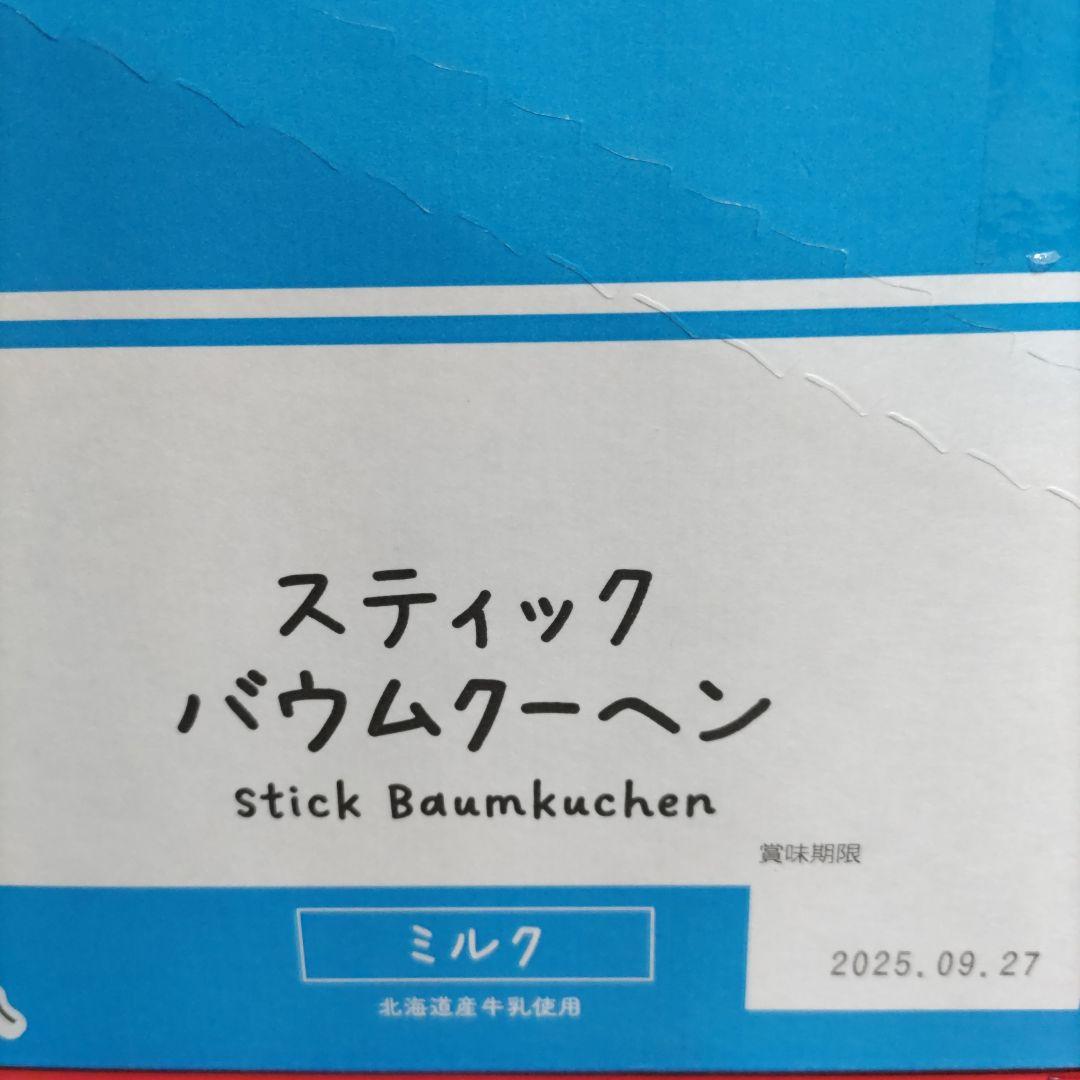 スティック
バウムクーヘン
stick Baumkuchen
賞味期限
2025.09.27
ミルク
北海道産牛乳使用